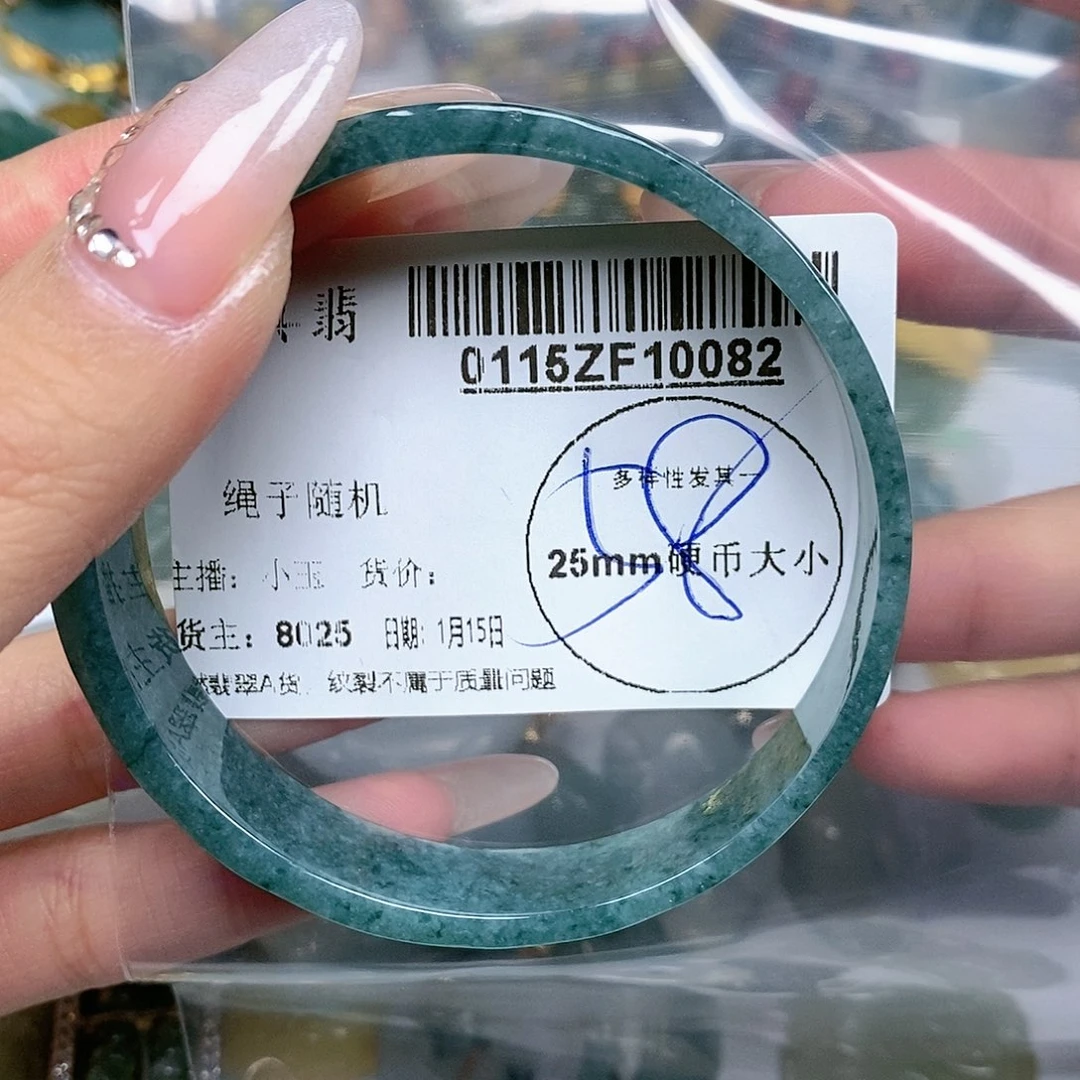 翡
0115ZF10082
58
多样性发其一
绳子随机
25mm硬币大小
主播： 小玉 货价：
货主： 8025 日期： 1月15日
翡翠A货，纹裂不属于质量问题